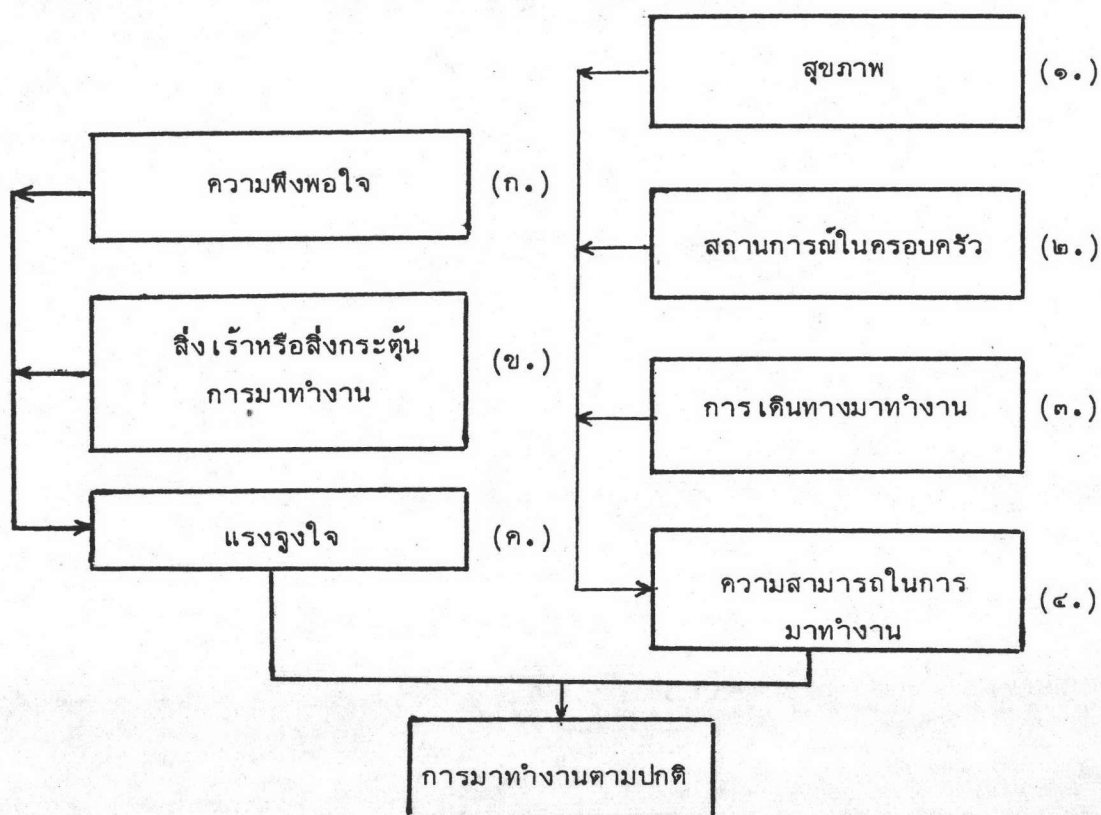 สุขภาพ (๑.)
ความพึงพอใจ (ก.)
สถานการณ์ในครอบครัว (๒.)
สิ่งเร้าหรือสิ่งกระตุ้น
การมาทำงาน (ข.)
การเดินทางมาทำงาน (๓.)
แรงจูงใจ (ค.)
ความสามารถในการ
มาทำงาน (๔.)
การมาทำงานตามปกติ